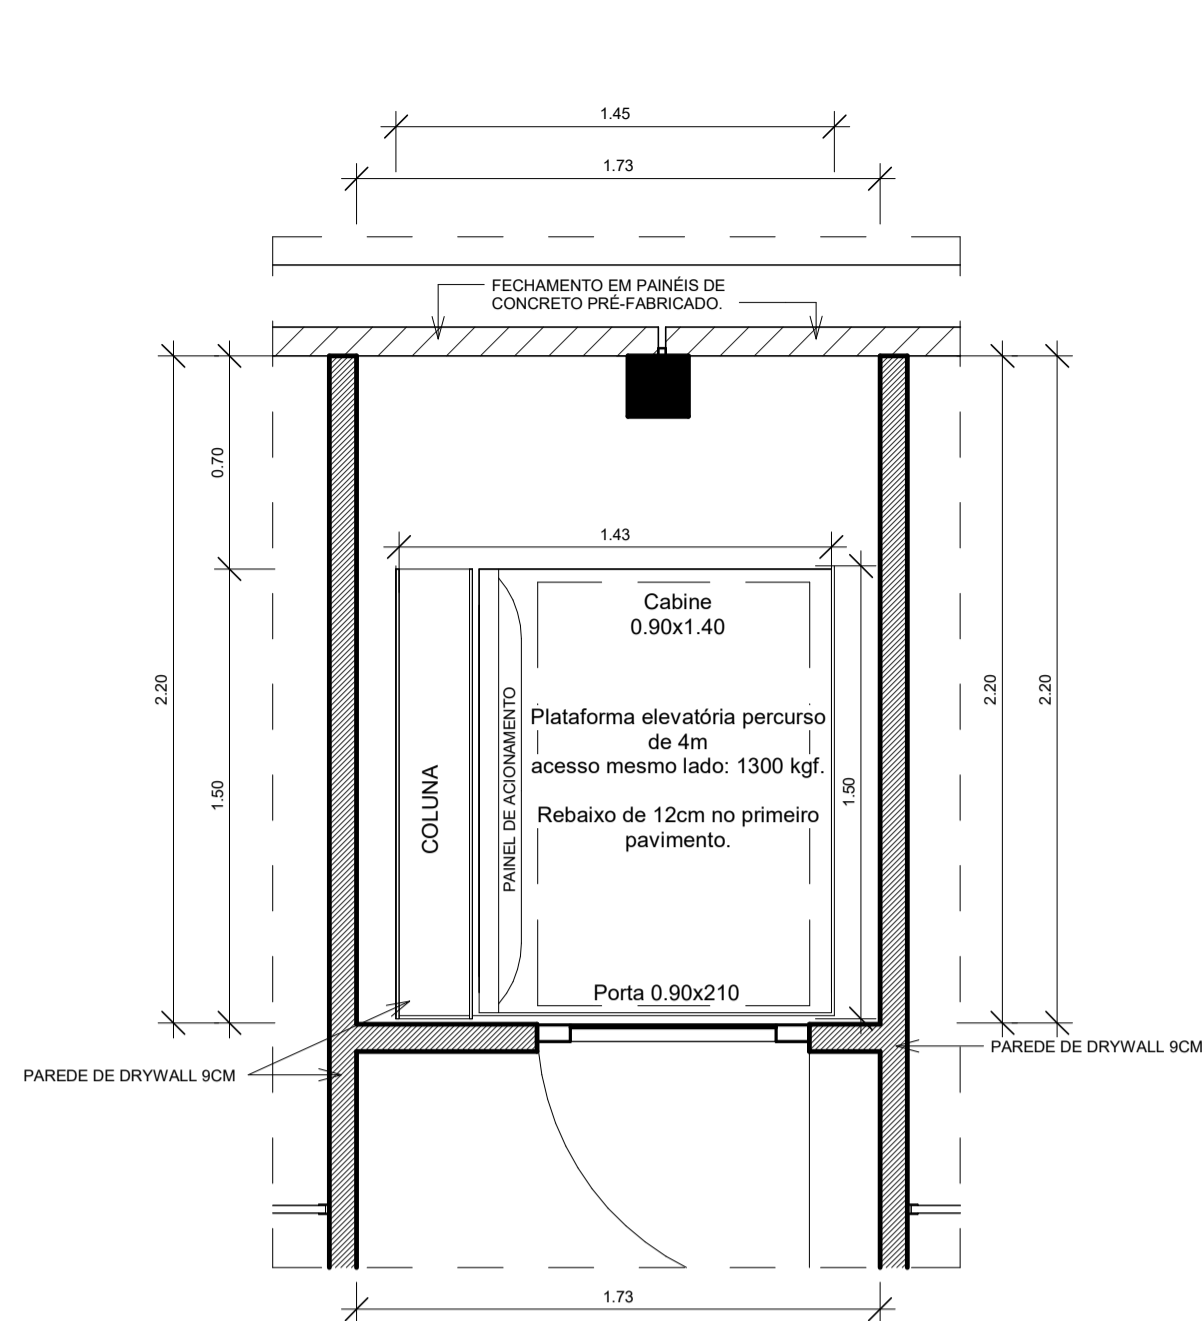 1.45
1.73
FECHAMENTO EM PAINÉIS DE
CONCRETO PRÉ-FABRICADO.
0.70
1.43
Cabine
0.90x1.40
2.20
1.50
COLUNA
PAINEL DE ACIONAMENTO
Plataforma elevatória percurso
de 4m
acesso mesmo lado: 1300 kgf.
Rebaixo de 12cm no primeiro
pavimento.
1.50
2.20
2.20
Porta 0.90x210
PAREDE DE DRYWALL 9CM
PAREDE DE DRYWALL 9CM
1.73